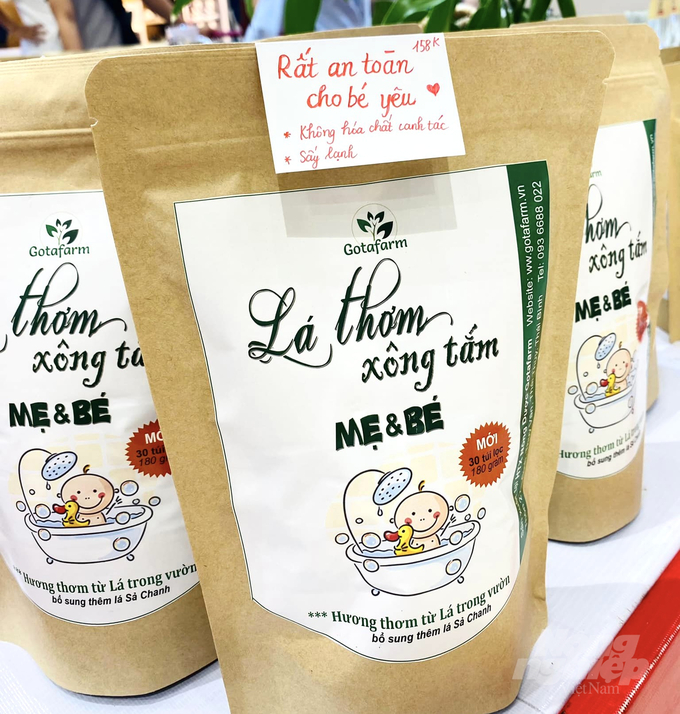 158K
Rất an toàn
cho bé yêu
* Không hóa chất canh tác
* Sấy lạnh
Gotafarm
Lá thơm
xông tắm
MẸ & BÉ
MỚI
30 túi lọc
180 gram
*** Hương thơm từ Lá trong vườn
bổ sung thêm lá Sả Chanh
Website: www.gotafarm.vn
Tel: 093 6688 022
Gotafarm
thơm
xông
MẸ & BÉ
MỚI
30 túi lọc
180 gram
*** Hương thơm từ Lá trong vườn
bổ sung thêm lá Sả Chanh
thơm
xông tắm
MẸ & BÉ
Hương thơm từ Lá trong vườn
bổ sung thêm lá Sả Chanh